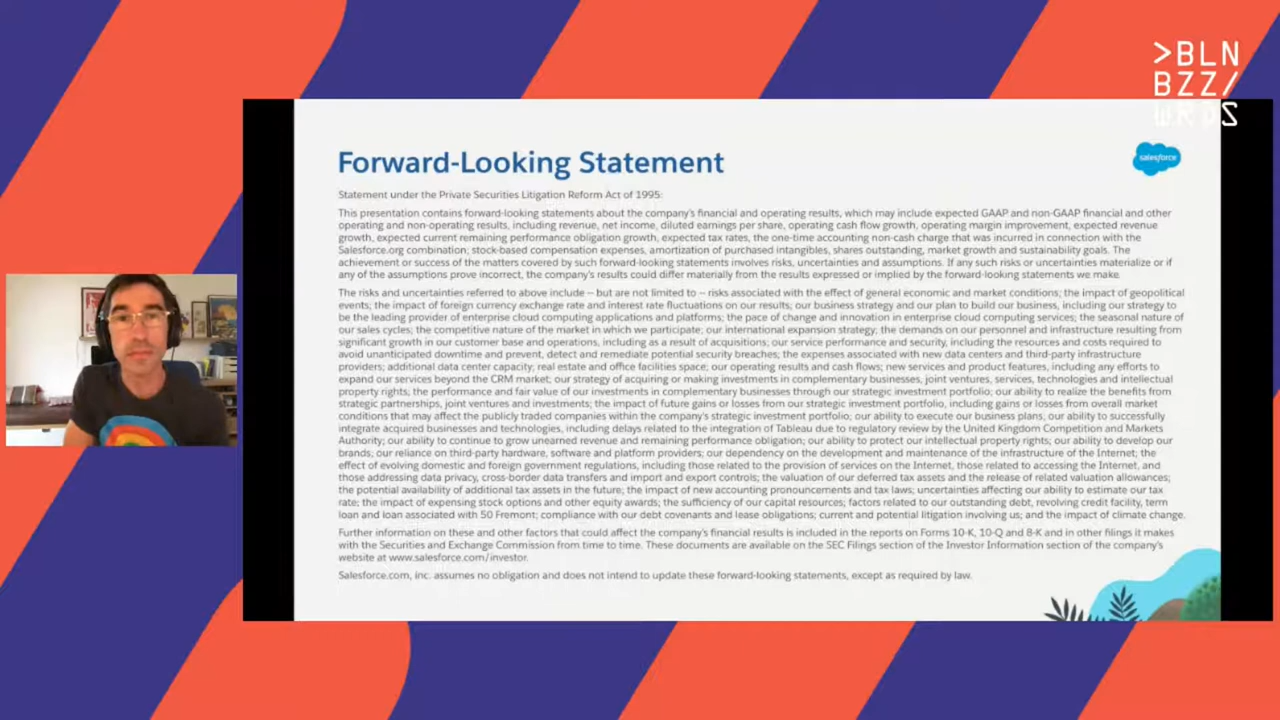 >BLN
BZZ/
WRDS
Forward-Looking Statement
salesforce
Statement under the Private Securities Litigation Reform Act of 1995:
This presentation contains forward-looking statements about the company's financial and operating results, which may include expected GAAP and non-GAAP financial and other
operating and non-operating results, including revenue, net income, diluted earnings per share, operating cash flow growth, operating margin improvement, expected revenue
growth, expected current remaining performance obligation growth, expected tax rates, the one-time accounting non-cash charge that was incurred in connection with the
Salesforce.org combination; stock-based compensation expenses, amortization of purchased intangibles, shares outstanding, market growth and sustainability goals. The
achievement or success of the matters covered by such forward-looking statements involves risks, uncertainties and assumptions. If any such risks or uncertainties materialize or if
any of the assumptions prove incorrect, the company's results could differ materially from the results expressed or implied by the forward-looking statements we make.
The risks and uncertainties referred to above include -- but are not limited to -- risks associated with the effect of general economic and market conditions; the impact of geopolitical
events; the impact of foreign currency exchange rate and interest rate fluctuations on our results; our business strategy and our plan to build our business, including our strategy to
be the leading provider of enterprise cloud computing applications and platforms; the pace of change and innovation in enterprise cloud computing services; the seasonal nature of
our sales cycles; the competitive nature of the market in which we participate; our international expansion strategy; the demands on our personnel and infrastructure resulting from
significant growth in our customer base and operations, including as a result of acquisitions; our service performance and security, including the resources and costs required to
avoid unanticipated downtime and prevent, detect and remediate potential security breaches; the expenses associated with new data centers and third-party infrastructure
providers; additional data center capacity; real estate and office facilities space; our operating results and cash flows; new services and product features, including any efforts to
expand our services beyond the CRM market; our strategy of acquiring or making investments in complementary businesses, joint ventures, services, technologies and intellectual
property rights; the performance and fair value of our investments in complementary businesses through our strategic investment portfolio; our ability to realize the benefits from
strategic partnerships, joint ventures and investments; the impact of future gains or losses from our strategic investment portfolio, including gains or losses from overall market
conditions that may affect the publicly traded companies within the company's strategic investment portfolio; our ability to execute our business plans; our ability to successfully
integrate acquired businesses and technologies, including delays related to the integration of Tableau due to regulatory review by the United Kingdom Competition and Markets
Authority; our ability to continue to grow unearned revenue and remaining performance obligation; our ability to protect our intellectual property rights; our ability to develop our
brands; our reliance on third-party hardware, software and platform providers; our dependency on the development and maintenance of the infrastructure of the Internet; the
effect of evolving domestic and foreign government regulations, including those related to the provision of services on the Internet, those related to accessing the Internet, and
those addressing data privacy, cross-border data transfers and import and export controls; the valuation of our deferred tax assets and the release of related valuation allowances;
the potential availability of additional tax assets in the future; the impact of new accounting pronouncements and tax laws; uncertainties affecting our ability to estimate our tax
rate; the impact of expensing stock options and other equity awards; the sufficiency of our capital resources; factors related to our outstanding debt, revolving credit facility, term
loan and loan associated with 50 Fremont; compliance with our debt covenants and lease obligations; current and potential litigation involving us; and the impact of climate change.
Further information on these and other factors that could affect the company's financial results is included in the reports on Forms 10-K, 10-Q and 8-K and in other filings it makes
with the Securities and Exchange Commission from time to time. These documents are available on the SEC Filings section of the Investor Information section of the company's
website at www.salesforce.com/investor.
Salesforce.com, inc. assumes no obligation and does not intend to update these forward-looking statements, except as required by law.